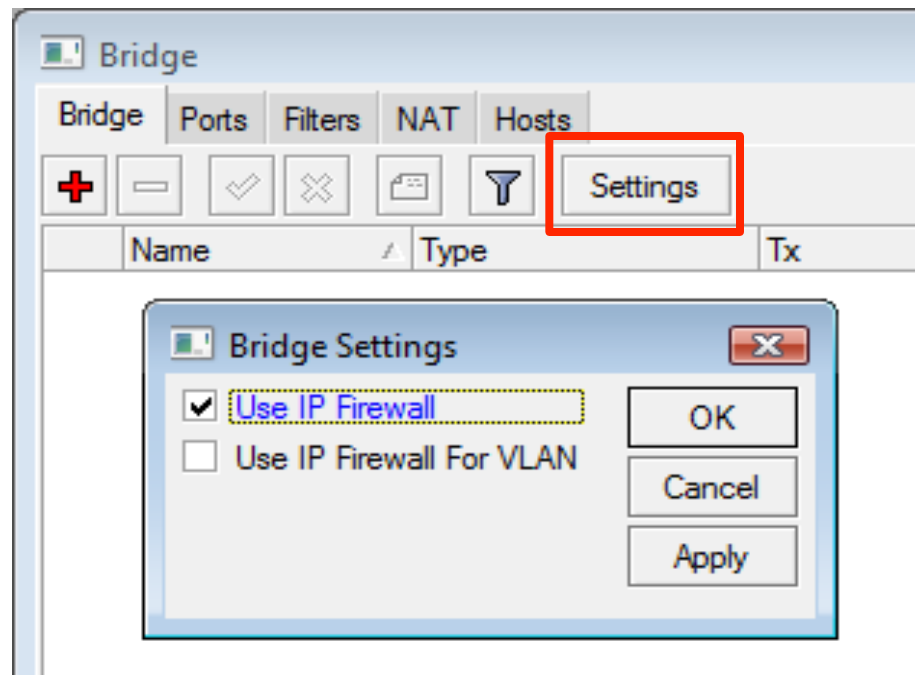 Bridge
Bridge Ports Filters NAT Hosts
Settings
Name Type Tx
Bridge Settings
Use IP Firewall OK
Use IP Firewall For VLAN
Cancel
Apply